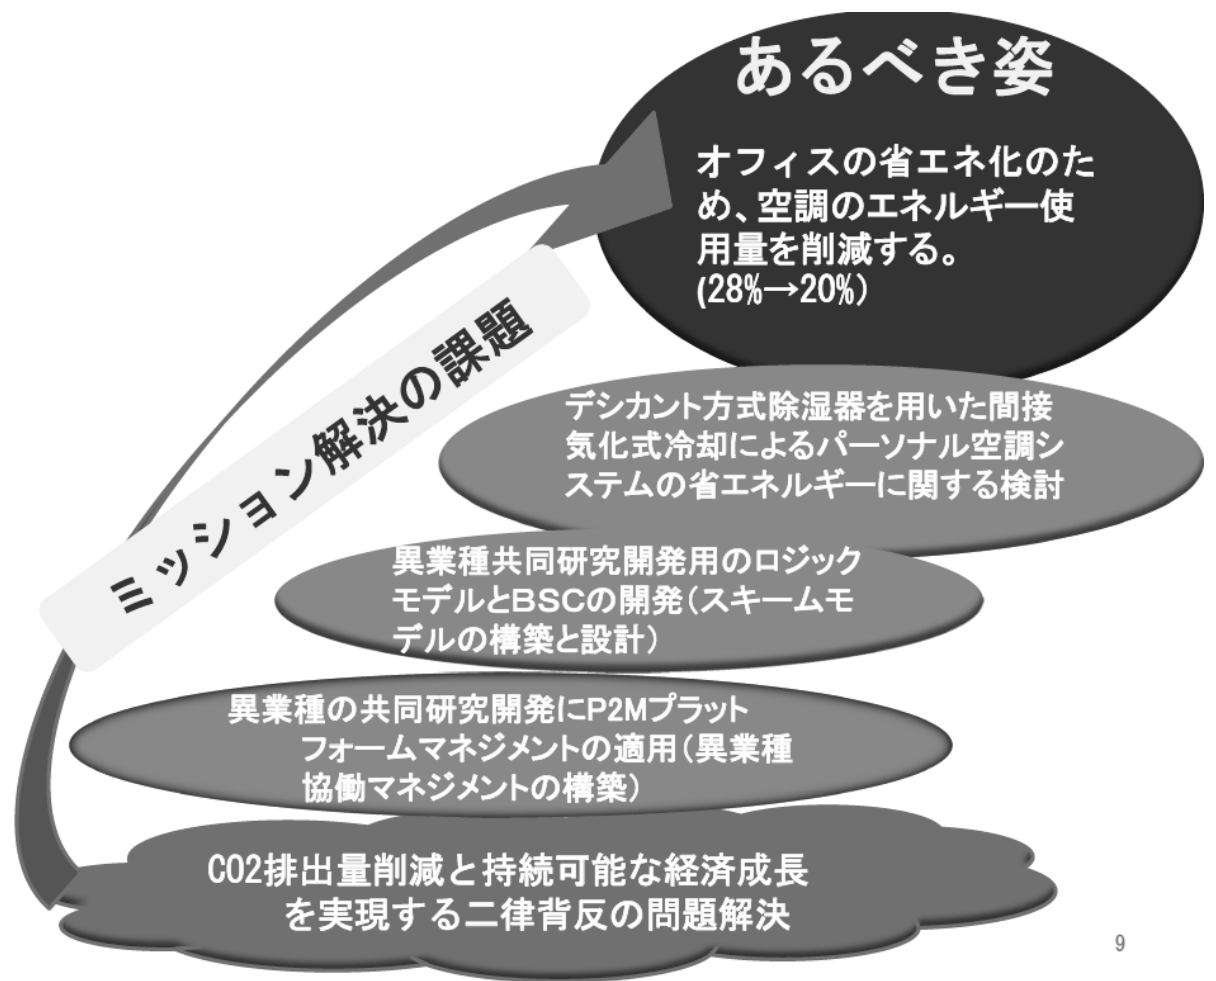 あるべき姿
オフィスの省エネ化のた
め、空調のエネルギー使
用量を削減する。
(28%→20%)
ミッション解決の課題
デシカント方式除湿器を用いた間接
気化式冷却によるパーソナル空調シ
ステムの省エネルギーに関する検討
異業種共同研究開発用のロジック
モデルとBSCの開発(スキームモ
デルの構築と設計)
異業種の共同研究開発にP2Mプラット
フォームマネジメントの適用(異業種
協働マネジメントの構築)
CO2排出量削減と持続可能な経済成長
を実現する二律背反の問題解決
9